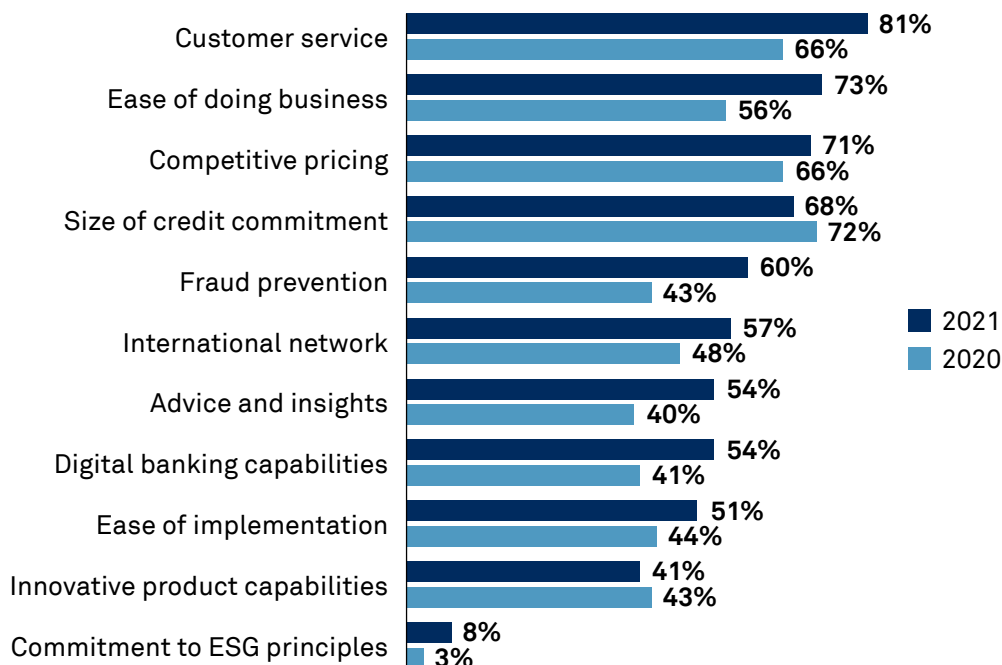 Customer service 81%
66%
Ease of doing business 73%
56%
Competitive pricing 71%
66%
Size of credit commitment 68%
72%
Fraud prevention 60%
43%
International network 57%
48%
Advice and insights 54%
40%
Digital banking capabilities 54%
41%
Ease of implementation 51%
44%
Innovative product capabilities 41%
43%
Commitment to ESG principles 8%
3%
2021
2020